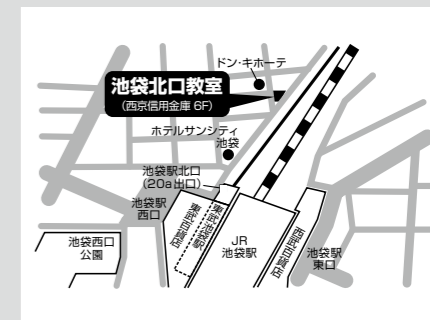 ドン・キホーテ
池袋北口教室
(西京信用金庫 6F)
ホテルサンシティ
池袋
池袋駅北口
(20a出口)
池袋駅
西口
東武百貨店
東武池袋駅
JR
池袋駅
西武百貨店
池袋駅
東口
池袋西口
公園